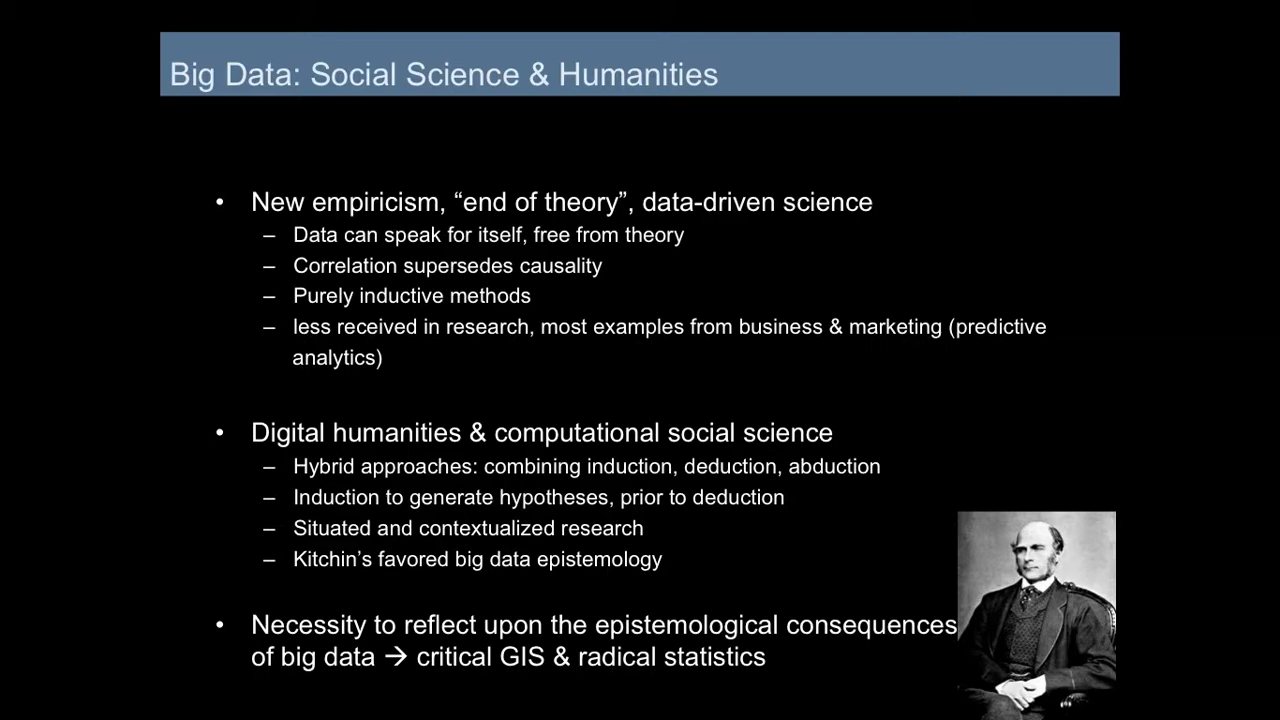 Big Data: Social Science & Humanities
• New empiricism, “end of theory”, data-driven science
– Data can speak for itself, free from theory
– Correlation supersedes causality
– Purely inductive methods
– less received in research, most examples from business & marketing (predictive
analytics)
• Digital humanities & computational social science
– Hybrid approaches: combining induction, deduction, abduction
– Induction to generate hypotheses, prior to deduction
– Situated and contextualized research
– Kitchin’s favored big data epistemology
• Necessity to reflect upon the epistemological consequences
of big data → critical GIS & radical statistics